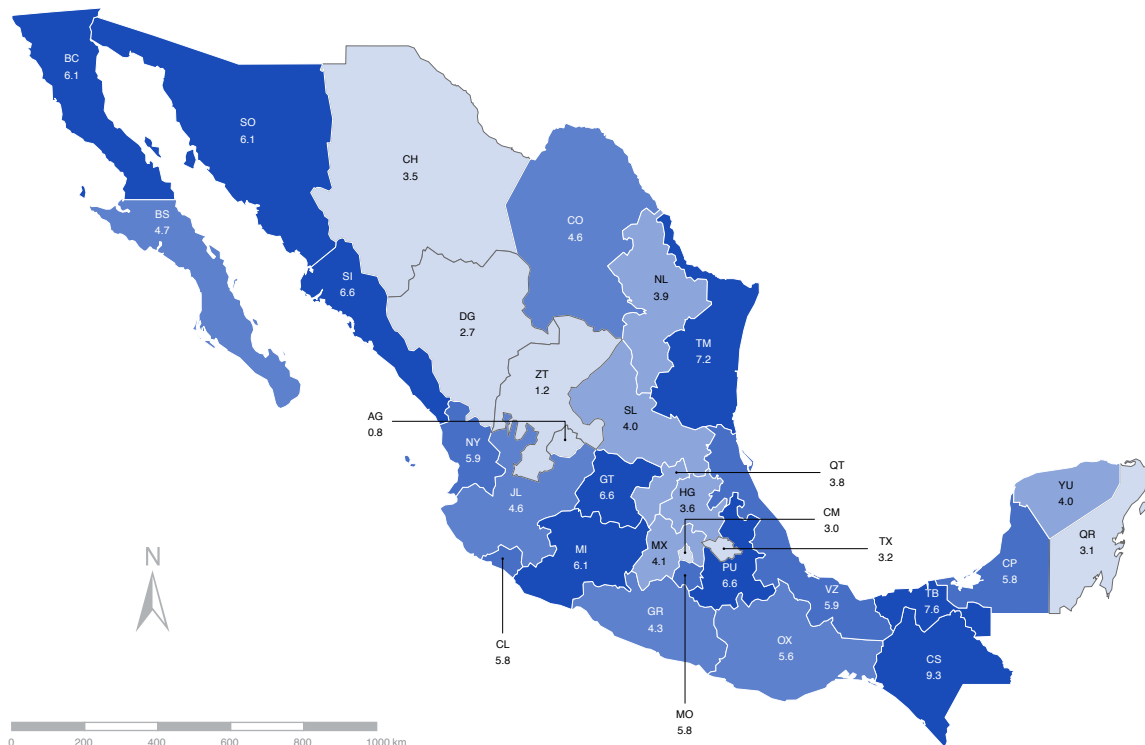 BC
6.1
SO
6.1
CH
3.5
BS
4.7
CO
4.6
SI
6.6
NL
3.9
DG
2.7
TM
7.2
ZT
1.2
AG
0.8
SL
4.0
NY
5.9
QT
3.8
GT
6.6
JL
4.6
HG
3.6
YU
4.0
CM
3.0
QR
3.1
TX
3.2
MX
4.1
MI
6.1
N
PU
6.6
CP
5.8
VZ
5.9
TB
7.6
GR
4.3
OX
5.6
CL
5.8
CS
9.3
MO
5.8
0 200 400 600 800 1000 km